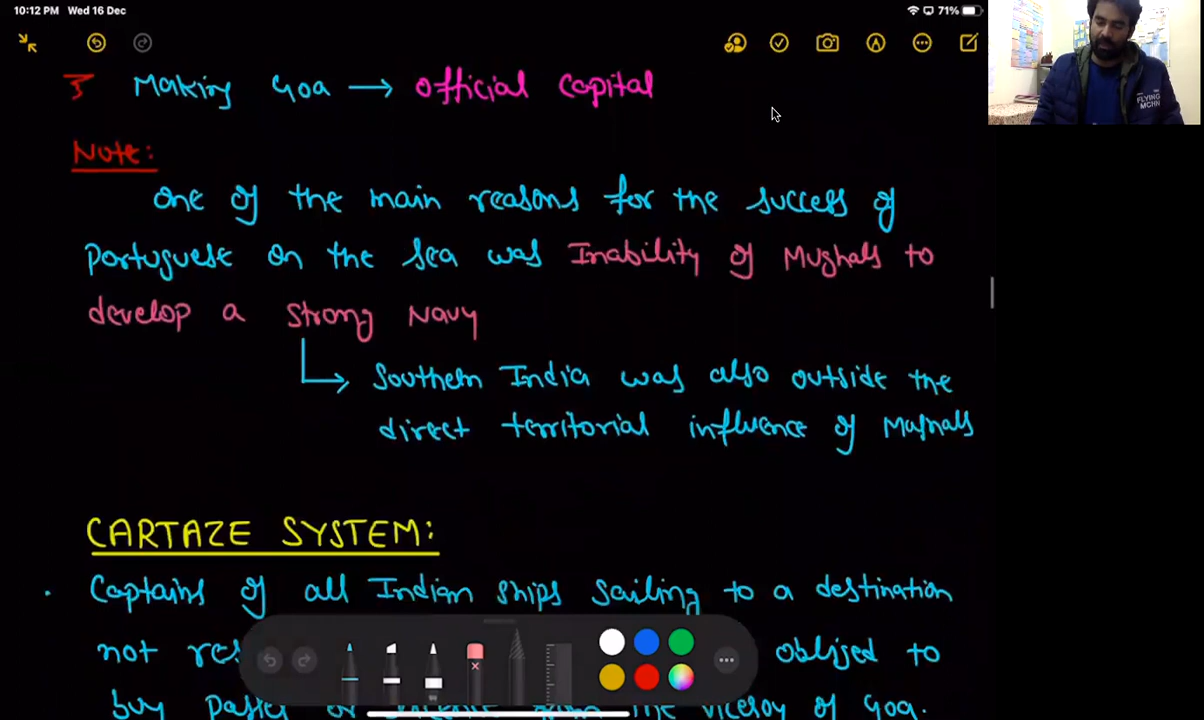 10:12 PM Wed 16 Dec
71%
FLYING
MCHN
3 Making Goa → official capital
Note:
One of the main reasons for the success of
Portuguese on the sea was Inability of Mughals to
develop a strong Navy
Southern India was also outside the
direct territorial influence of Mughals
CARTAZE SYSTEM:
• Captains of all Indian ships sailing to a destination
not obliged to
buy the viceroy of Goa.